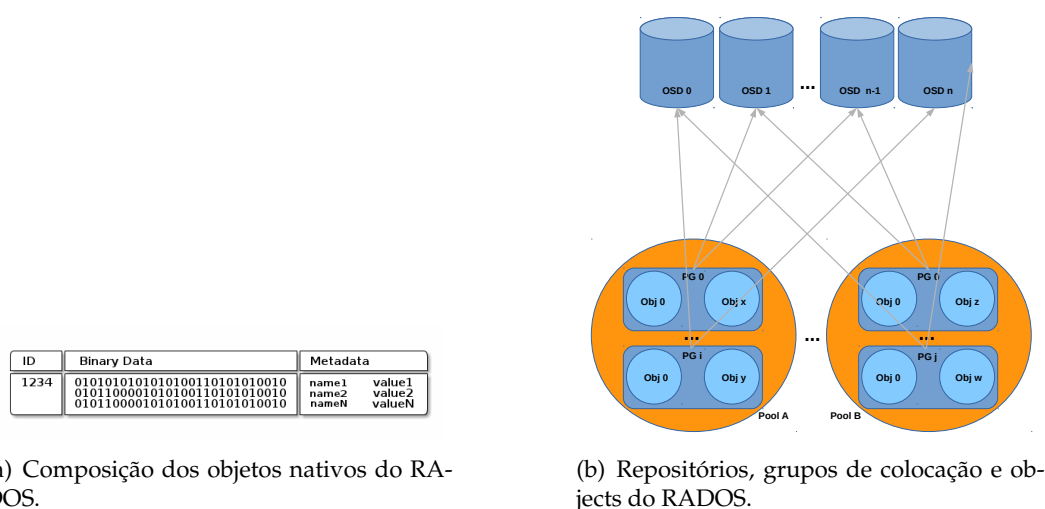 OSD 0 OSD 1 ... OSD n-1 OSD n
PG 0 PG 0
Obj 0 Obj x Obj 0 Obj z
... ... ...
PG i PG j
Obj 0 Obj y Obj 0 Obj w
Pool A Pool B
ID Binary Data Metadata
1234 0101010101010100110101010010 name1 value1
0101100001010100110101010010 name2 value2
0101100001010100110101010010 nameN valueN
) Composição dos objetos nativos do RA-
DOS.
(b) Repositórios, grupos de colocação e ob-
jects do RADOS.